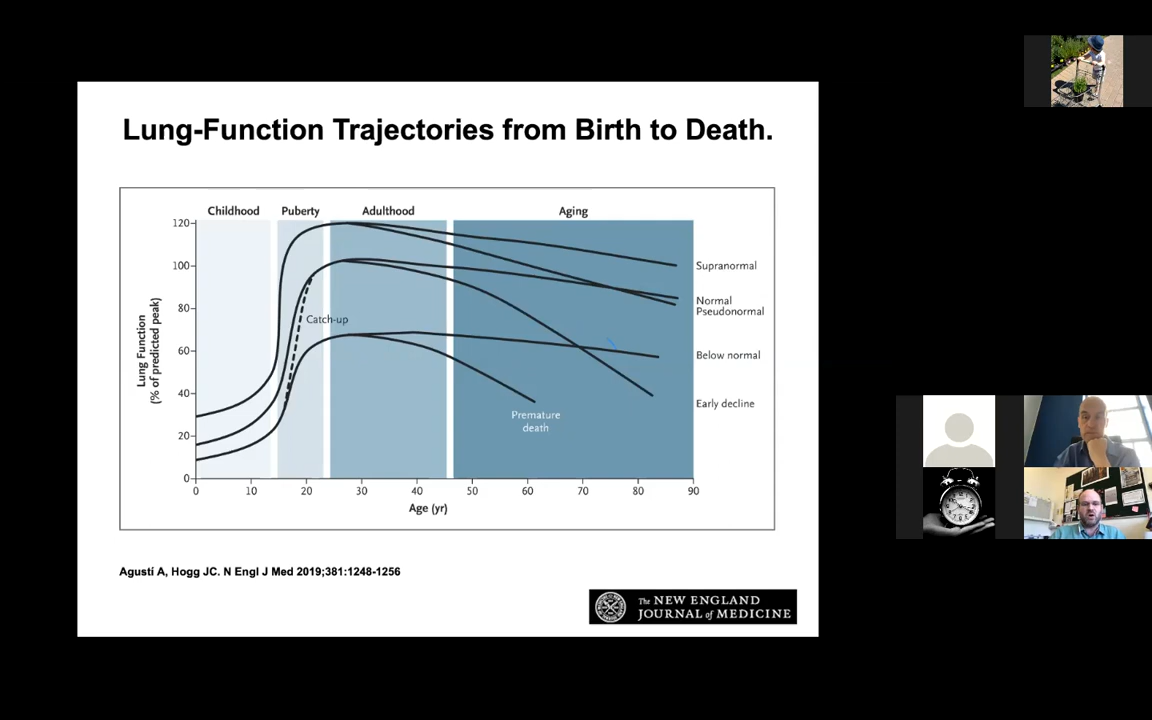 Lung-Function Trajectories from Birth to Death.
Childhood
Puberty
Adulthood
Aging
Lung Function
(% of predicted peak)
120
100
80
60
40
20
0
Catch-up
Supranormal
Normal
Pseudonormal
Below normal
Early decline
Premature
death
0 10 20 30 40 50 60 70 80 90
Age (yr)
Agustí A, Hogg JC. N Engl J Med 2019;381:1248-1256
The NEW ENGLAND
JOURNAL of MEDICINE